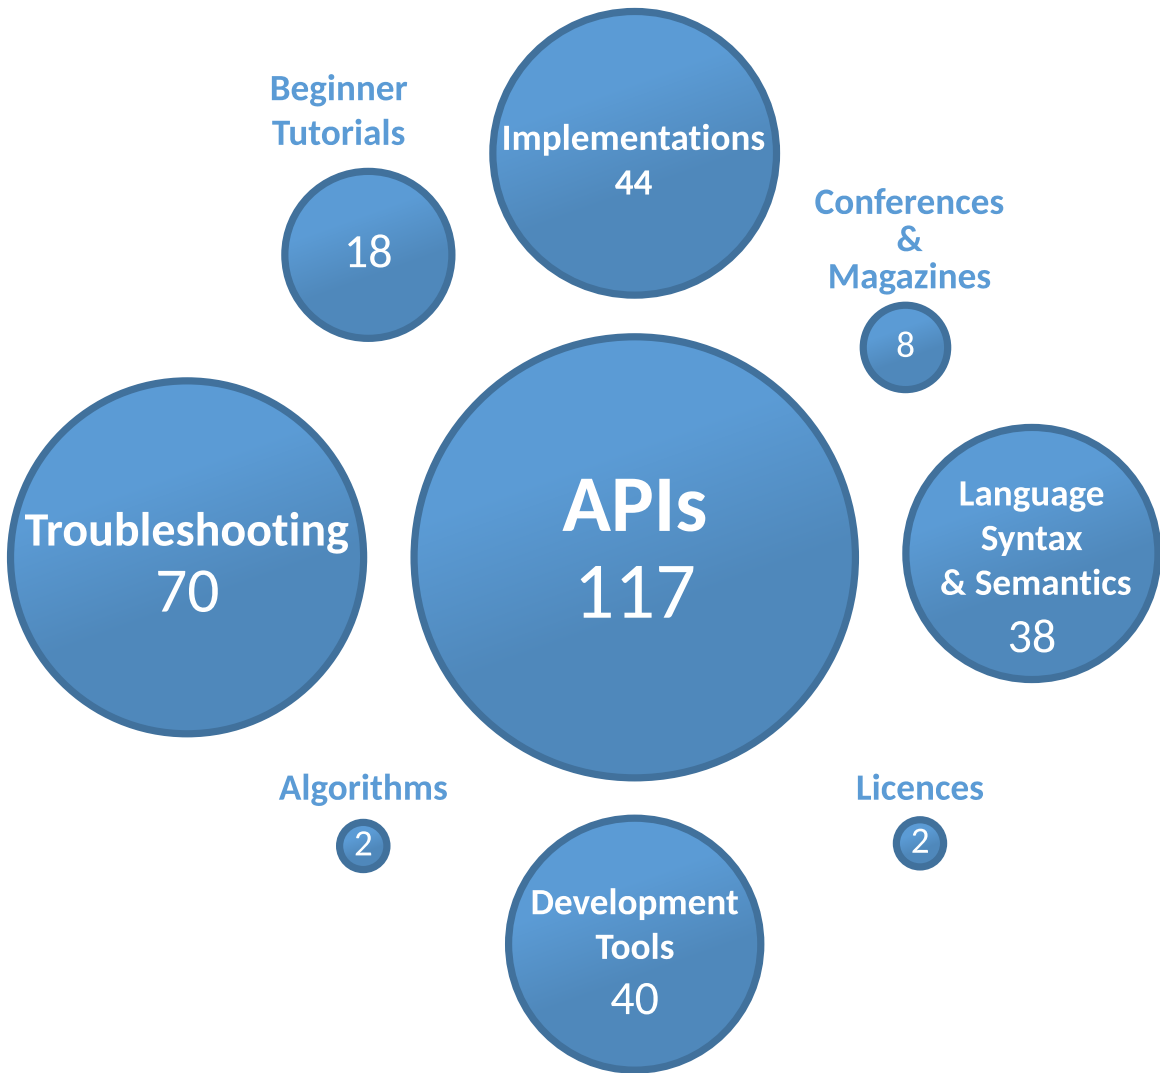 Beginner
Tutorials
18
Implementations
44
Conferences
&
Magazines
8
Troubleshooting
70
APIs
117
Language
Syntax
& Semantics
38
Algorithms
2
Development
Tools
40
Licences
2